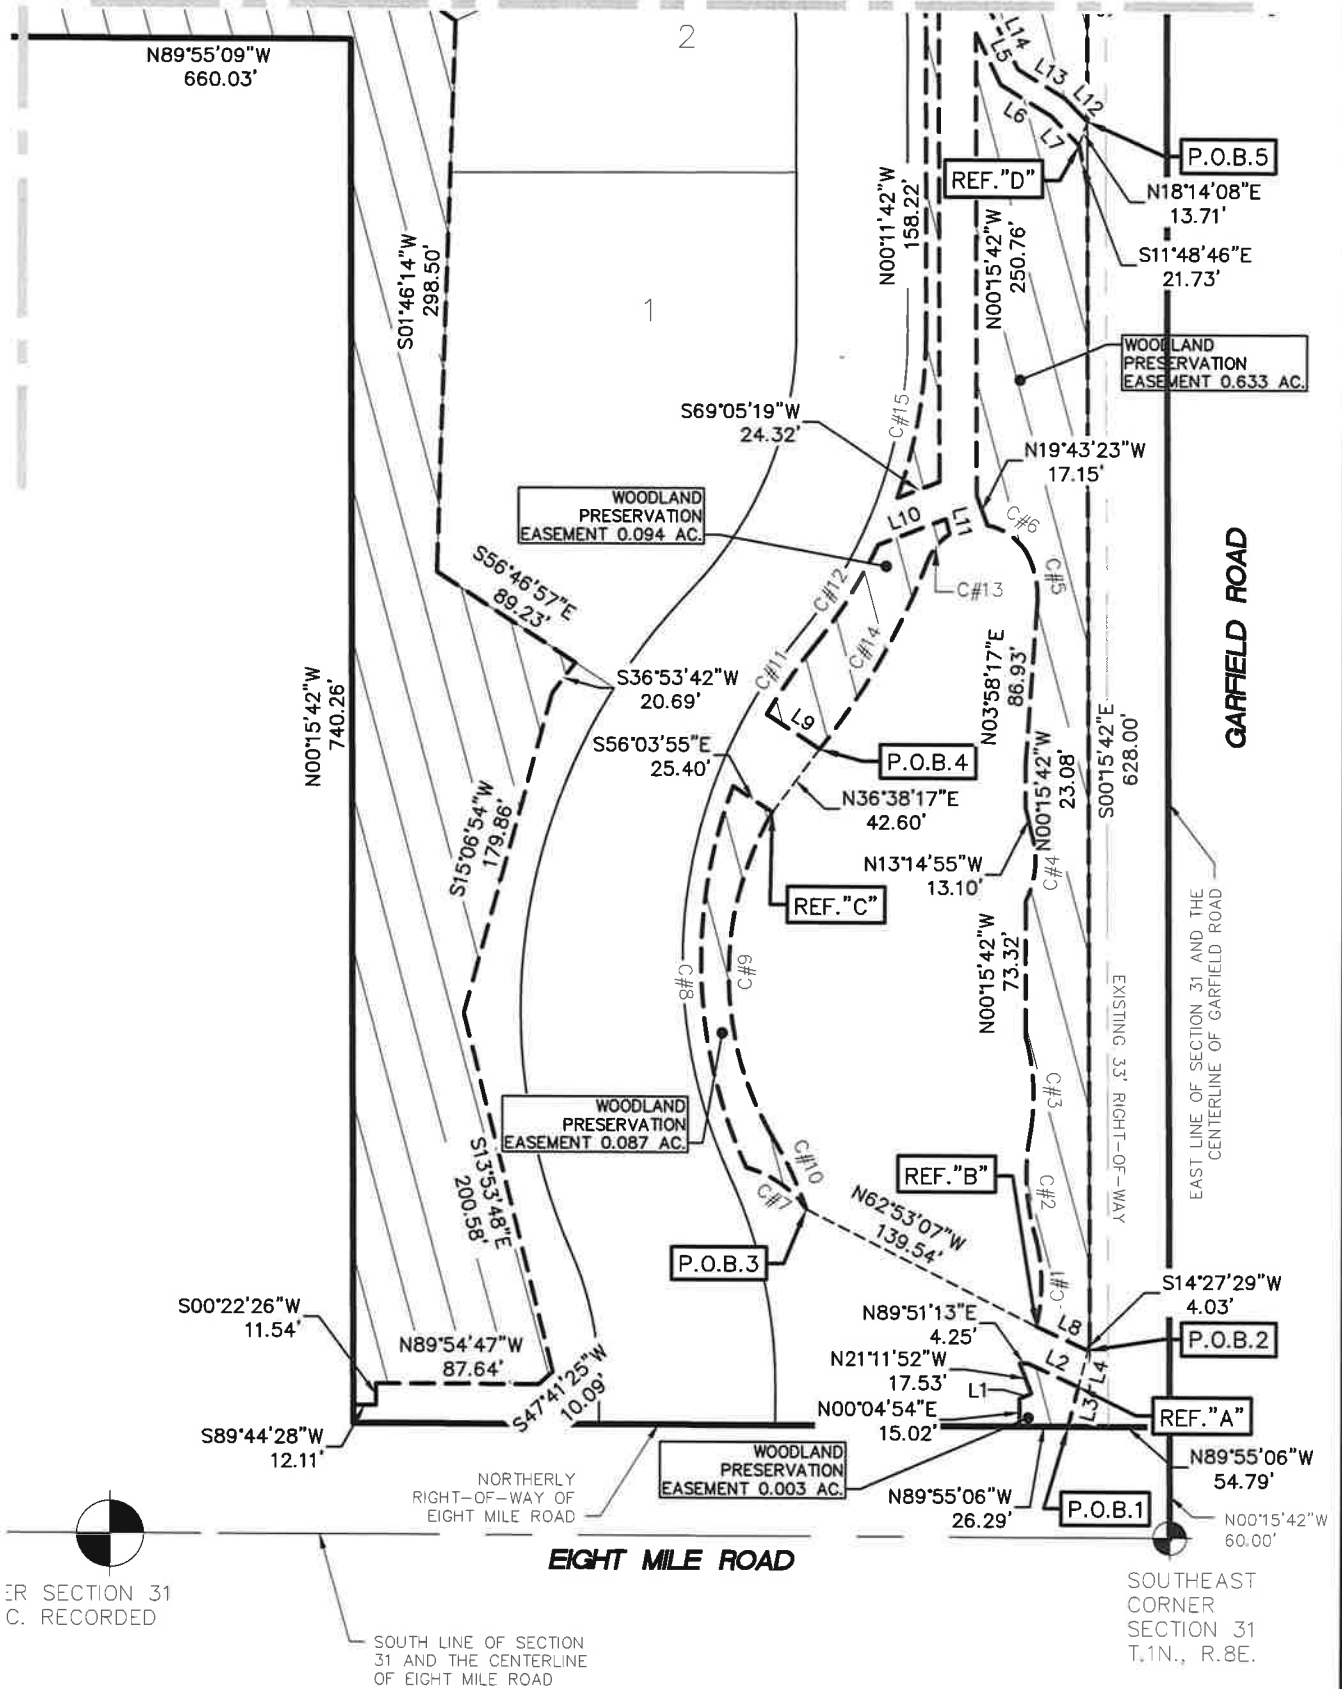 N89°55'09"W
660.03'
2
L14
L5
L13
L12
L6
L7
P.O.B.5
REF."D"
N18°14'08"E
13.71'
S11°48'46"E
21.73'
N00°11'42"W
158.22'
N00°15'42"W
250.76'
S01°46'14"W
298.50'
1
WOODLAND
PRESERVATION
EASEMENT 0.633 AC.
S69°05'19"W
24.32'
C#15
N19°43'23"W
17.15'
WOODLAND
PRESERVATION
EASEMENT 0.094 AC.
L10
L11
C#6
C#5
C#12
C#13
C#14
C#11
S56°46'57"E
89.23'
GARFIELD ROAD
S36°53'42"W
20.69'
N00°15'42"W
740.26'
L9
S56°03'55"E
25.40'
P.O.B.4
N36°38'17"E
42.60'
N03°58'17"E
86.93'
N00°15'42"W
23.08'
S00°15'42"E
628.00'
S15°06'54"W
179.86'
N13°14'55"W
13.10'
C#4
REF."C"
N00°15'42"W
73.32'
C#8
C#9
EXISTING 33' RIGHT-OF-WAY
EAST LINE OF SECTION 31 AND THE
CENTERLINE OF GARFIELD ROAD
WOODLAND
PRESERVATION
EASEMENT 0.087 AC.
C#3
C#10
C#7
REF."B"
C#2
S13°53'48"E
200.58'
N62°53'07"W
139.54'
P.O.B.3
C#1
S14°27'29"W
4.03'
S00°22'26"W
11.54'
N89°51'13"E
4.25'
L8
P.O.B.2
N89°54'47"W
87.64'
N21°11'52"W
17.53'
L2
L4
L1
L3
S47°41'25"W
10.09'
N00°04'54"E
15.02'
REF."A"
S89°44'28"W
12.11'
WOODLAND
PRESERVATION
EASEMENT 0.003 AC.
N89°55'06"W
54.79'
NORTHERLY
RIGHT-OF-WAY OF
EIGHT MILE ROAD
N89°55'06"W
26.29'
P.O.B.1
N00°15'42"W
60.00'
EIGHT MILE ROAD
ER SECTION 31
C. RECORDED
SOUTHEAST
CORNER
SECTION 31
T.1N., R.8E.
SOUTH LINE OF SECTION
31 AND THE CENTERLINE
OF EIGHT MILE ROAD